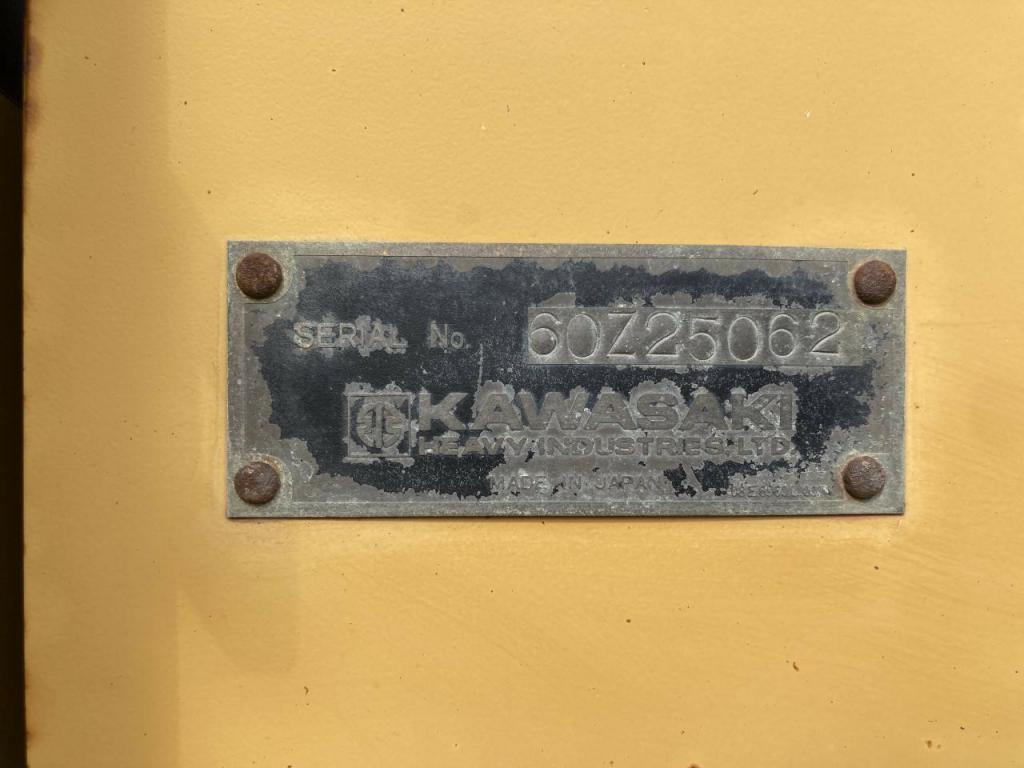 SERIAL No. 60Z25062
KAWASAKI
HEAVY INDUSTRIES, LTD.
MADE IN JAPAN